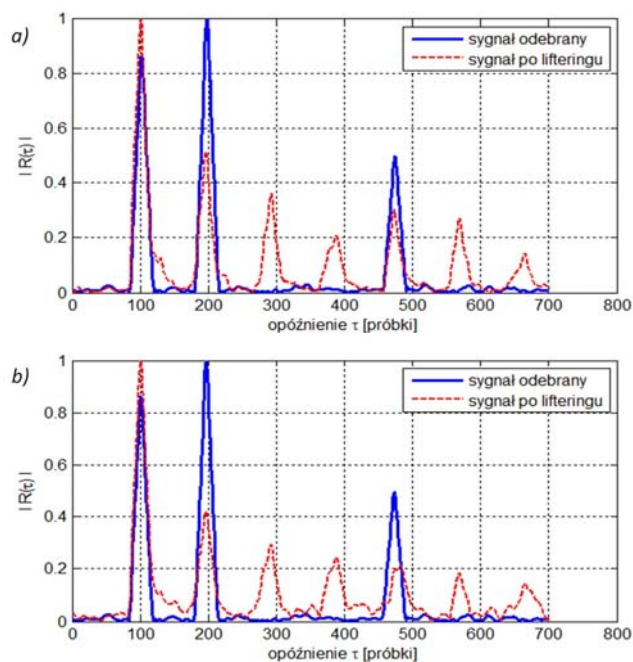 a)
1
0.8
0.6
0.4
0.2
0
| R(τ) |
sygnał odebrany
sygnał po lifteringu
0 100 200 300 400 500 600 700 800
opóźnienie τ [próbki]
b)
1
0.8
0.6
0.4
0.2
0
| R(τ) |
sygnał odebrany
sygnał po lifteringu
0 100 200 300 400 500 600 700 800
opóźnienie τ [próbki]